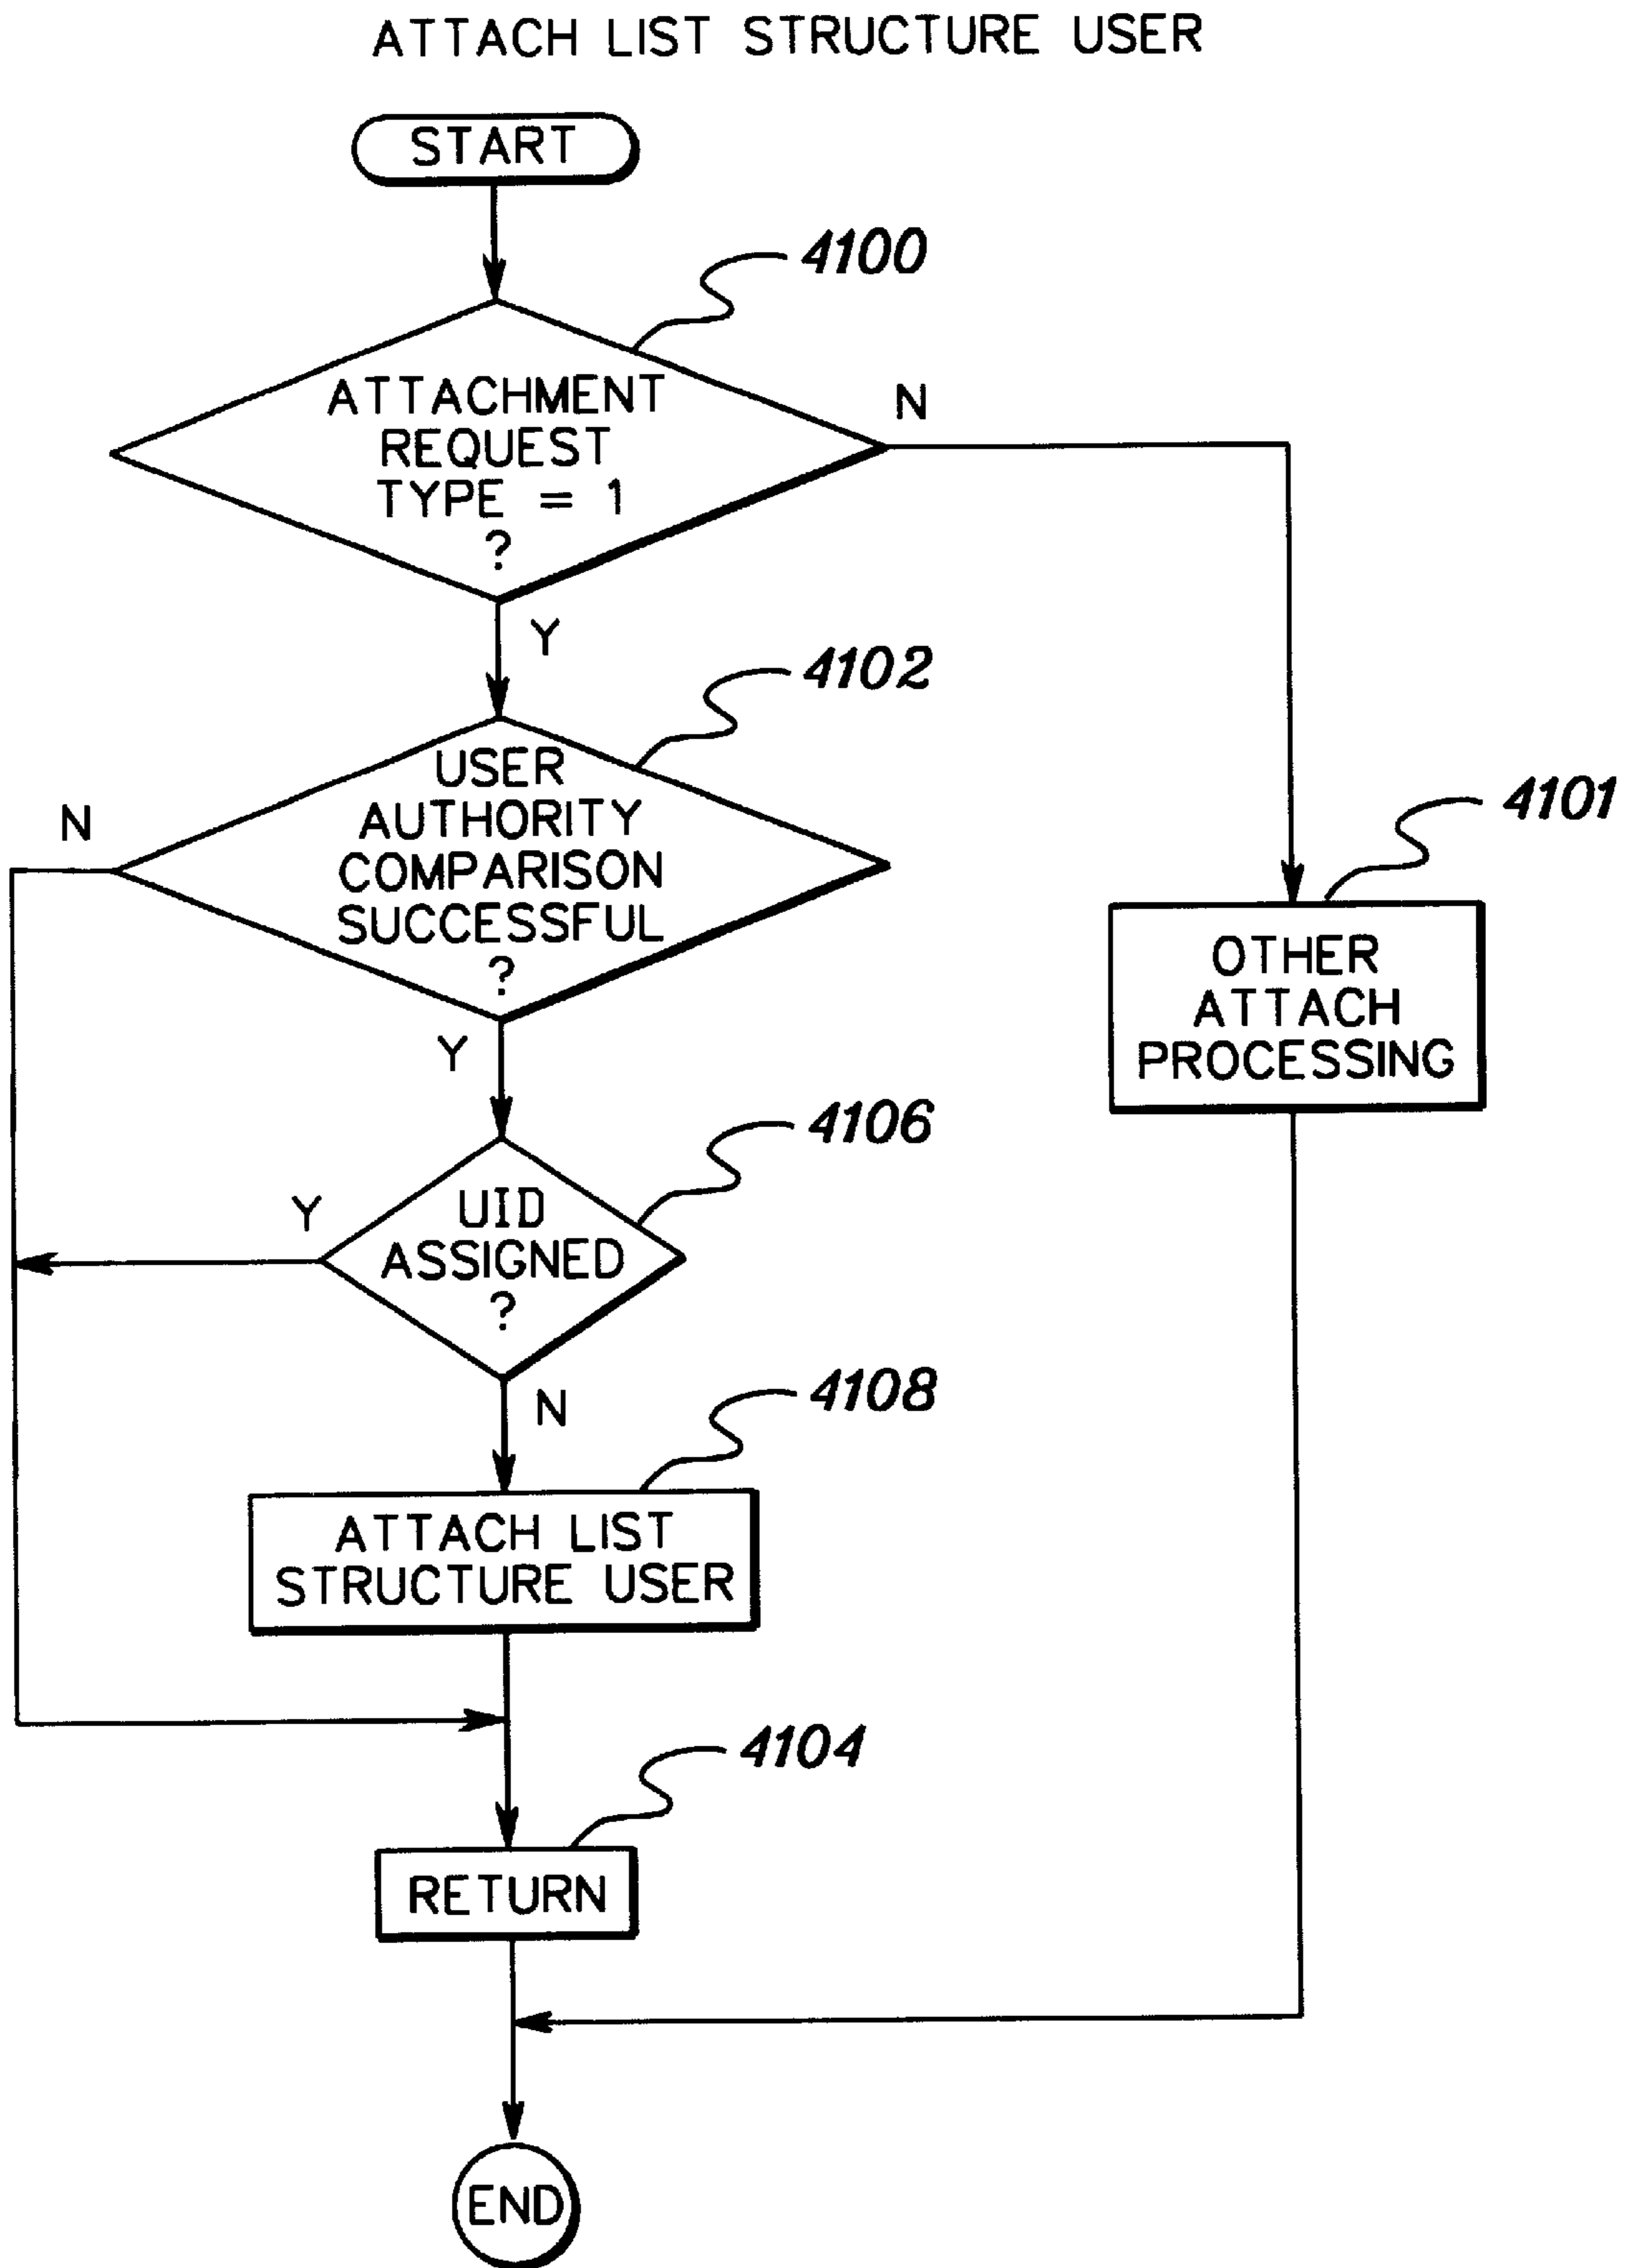 ATTACH LIST STRUCTURE USER
START
4100
ATTACHMENT
REQUEST
TYPE = 1
?
N
Y
4102
USER
AUTHORITY
COMPARISON
SUCCESSFUL
?
N
Y
4101
OTHER
ATTACH
PROCESSING
4106
UID
ASSIGNED
?
Y
N
4108
ATTACH LIST
STRUCTURE USER
4104
RETURN
END